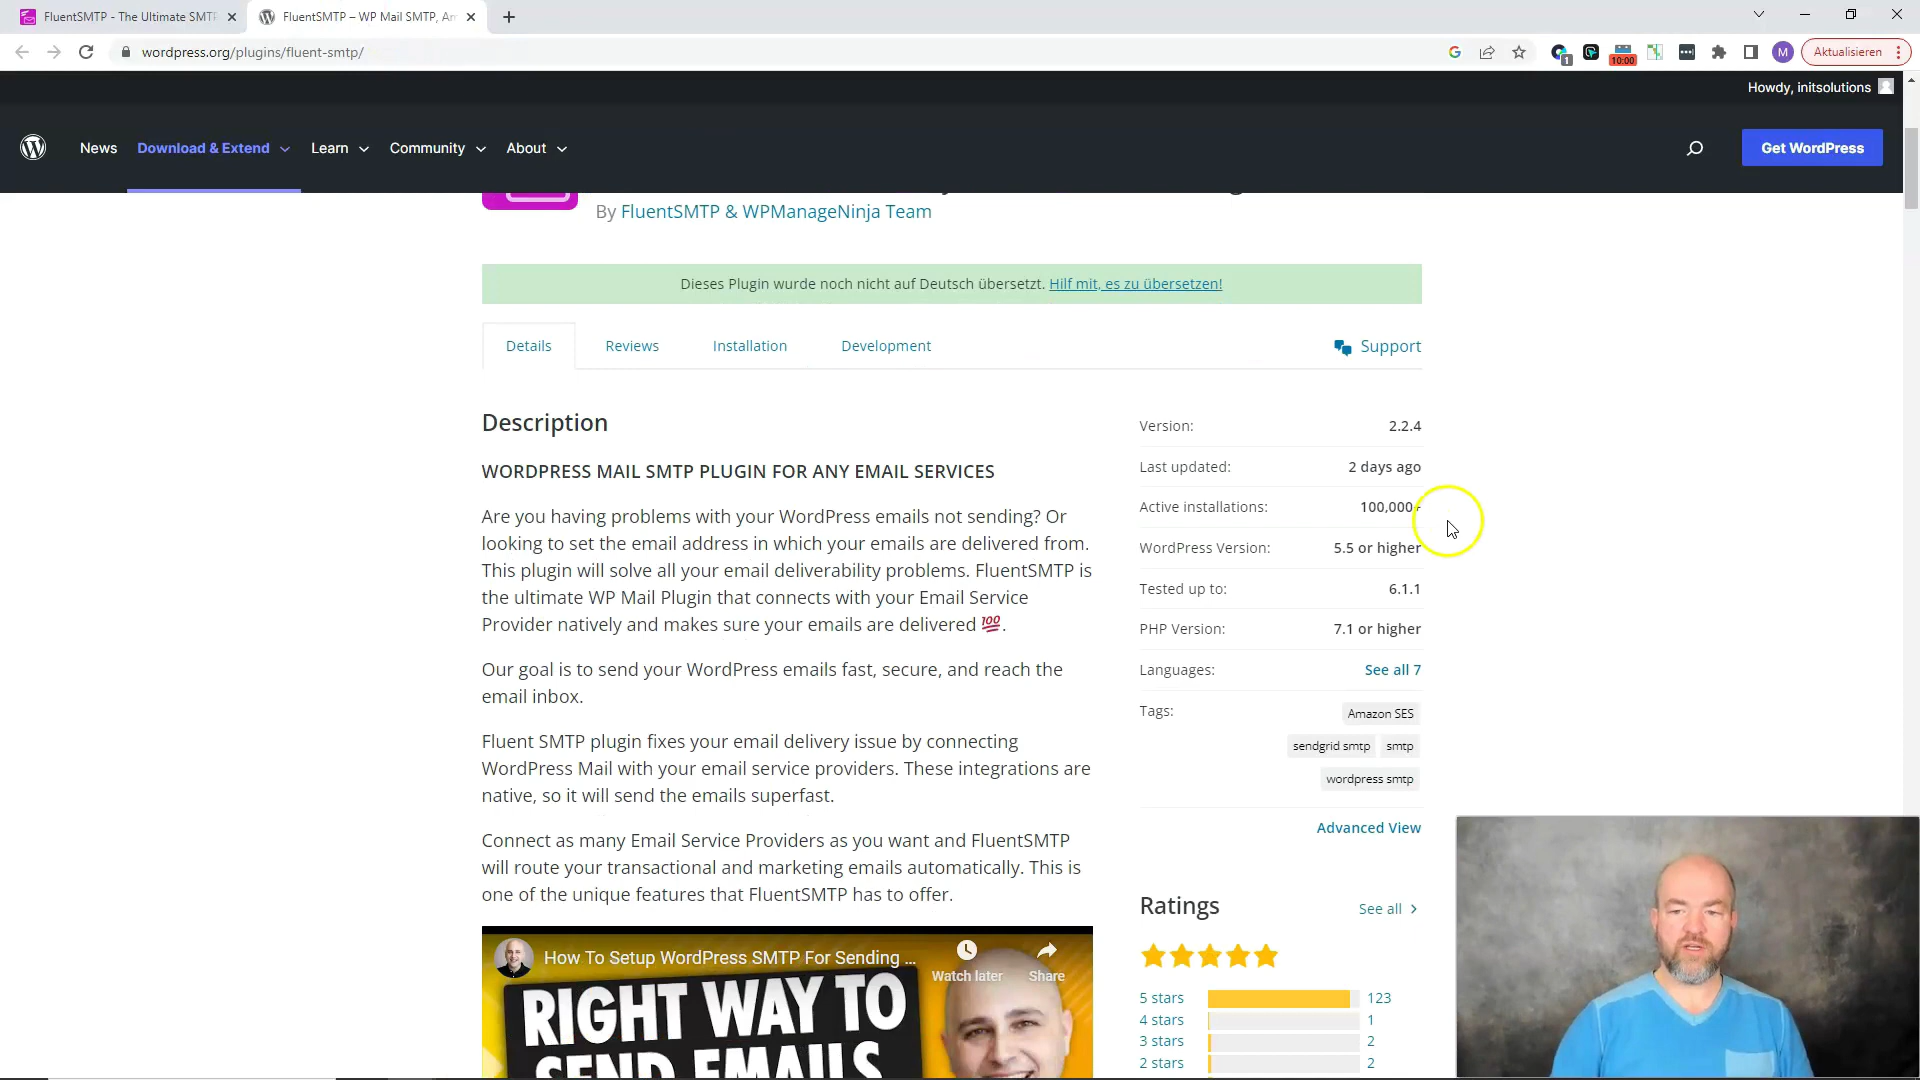 FluentSMTP - The Ultimate SMT
FluentSMTP – WP Mail SMTP, Am
wordpress.org/plugins/fluent-smtp/
1
10:00
M
Aktualisieren
Howdy, initsolutions
News
Download & Extend
Learn
Community
About
Get WordPress
By FluentSMTP & WPManageNinja Team
Dieses Plugin wurde noch nicht auf Deutsch übersetzt. Hilf mit, es zu übersetzen!
Details
Reviews
Installation
Development
Support
Description
WORDPRESS MAIL SMTP PLUGIN FOR ANY EMAIL SERVICES
Are you having problems with your WordPress emails not sending? Or
looking to set the email address in which your emails are delivered from.
This plugin will solve all your email deliverability problems. FluentSMTP is
the ultimate WP Mail Plugin that connects with your Email Service
Provider natively and makes sure your emails are delivered 💯.
Our goal is to send your WordPress emails fast, secure, and reach the
email inbox.
Fluent SMTP plugin fixes your email delivery issue by connecting
WordPress Mail with your email service providers. These integrations are
native, so it will send the emails superfast.
Connect as many Email Service Providers as you want and FluentSMTP
will route your transactional and marketing emails automatically. This is
one of the unique features that FluentSMTP has to offer.
How To Setup WordPress SMTP For Sending ...
Watch later
Share
RIGHT WAY TO
SEND EMAILS
Version: 2.2.4
Last updated: 2 days ago
Active installations: 100,000+
WordPress Version: 5.5 or higher
Tested up to: 6.1.1
PHP Version: 7.1 or higher
Languages: See all 7
Tags: Amazon SES
sendgrid smtp smtp
wordpress smtp
Advanced View
Ratings
See all
5 stars 123
4 stars 1
3 stars 2
2 stars 2